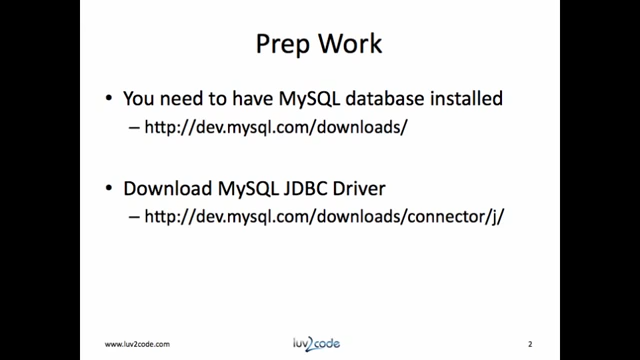 Prep Work
• You need to have MySQL database installed
– http://dev.mysql.com/downloads/
• Download MySQL JDBC Driver
– http://dev.mysql.com/downloads/connector/j/
www.luv2code.com
luv2code
2